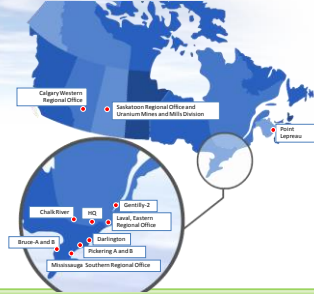 Calgary Western
Regional Office
Saskatoon Regional Office and
Uranium Mines and Mills Division
Point
Lepreau
Gentilly-2
Chalk River
HQ
Laval, Eastern
Regional Office
Darlington
Bruce-A and B
Pickering A and B
Mississauga Southern Regional Office